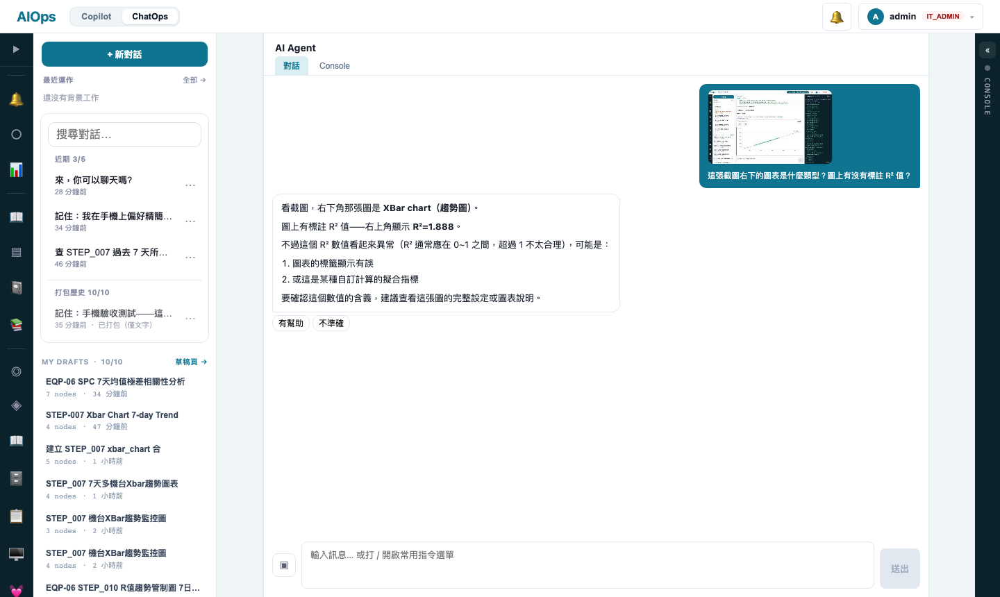 AIOps
Copilot
ChatOps
A
admin
IT_ADMIN
+ 新對話
最近運作
全部 →
還沒有背景工作
搜尋對話…
近期 3/5
來，你可以聊天嗎?
28 分鐘前
記住：我在手機上偏好精簡…
34 分鐘前
查 STEP_007 過去 7 天所…
46 分鐘前
打包歷史 10/10
記住：手機驗收測試——這…
35 分鐘前 · 已打包（僅文字）
MY DRAFTS · 10/10
草稿頁 →
EQP-06 SPC 7天均值極差相關性分析
7 nodes · 34 分鐘前
STEP-007 Xbar Chart 7-day Trend
4 nodes · 47 分鐘前
建立 STEP_007 xbar_chart 合
5 nodes · 1 小時前
STEP_007 7天多機台Xbar趨勢圖表
4 nodes · 1 小時前
STEP_007 機台XBar趨勢監控圖
3 nodes · 2 小時前
STEP_007 機台XBar趨勢監控圖
4 nodes · 2 小時前
EQP-06 STEP_010 R值趨勢管制圖 7日…
AI Agent
對話
Console
這張截圖右下的圖表是什麼類型？圖上有沒有標註 R² 值？
看截圖，右下角那張圖是 XBar chart（趨勢圖）。
圖上有標註 R² 值——右上角顯示 R²=1.888。
不過這個 R² 數值看起來異常（R² 通常應在 0~1 之間，超過 1 不太合理），可能是：
1. 圖表的標籤顯示有誤
2. 或這是某種自訂計算的擬合指標
要確認這個數值的含義，建議查看這張圖的完整設定或圖表說明。
有幫助
不準確
輸入訊息… 或打 / 開啟常用指令選單
送出
«
CONSOLE